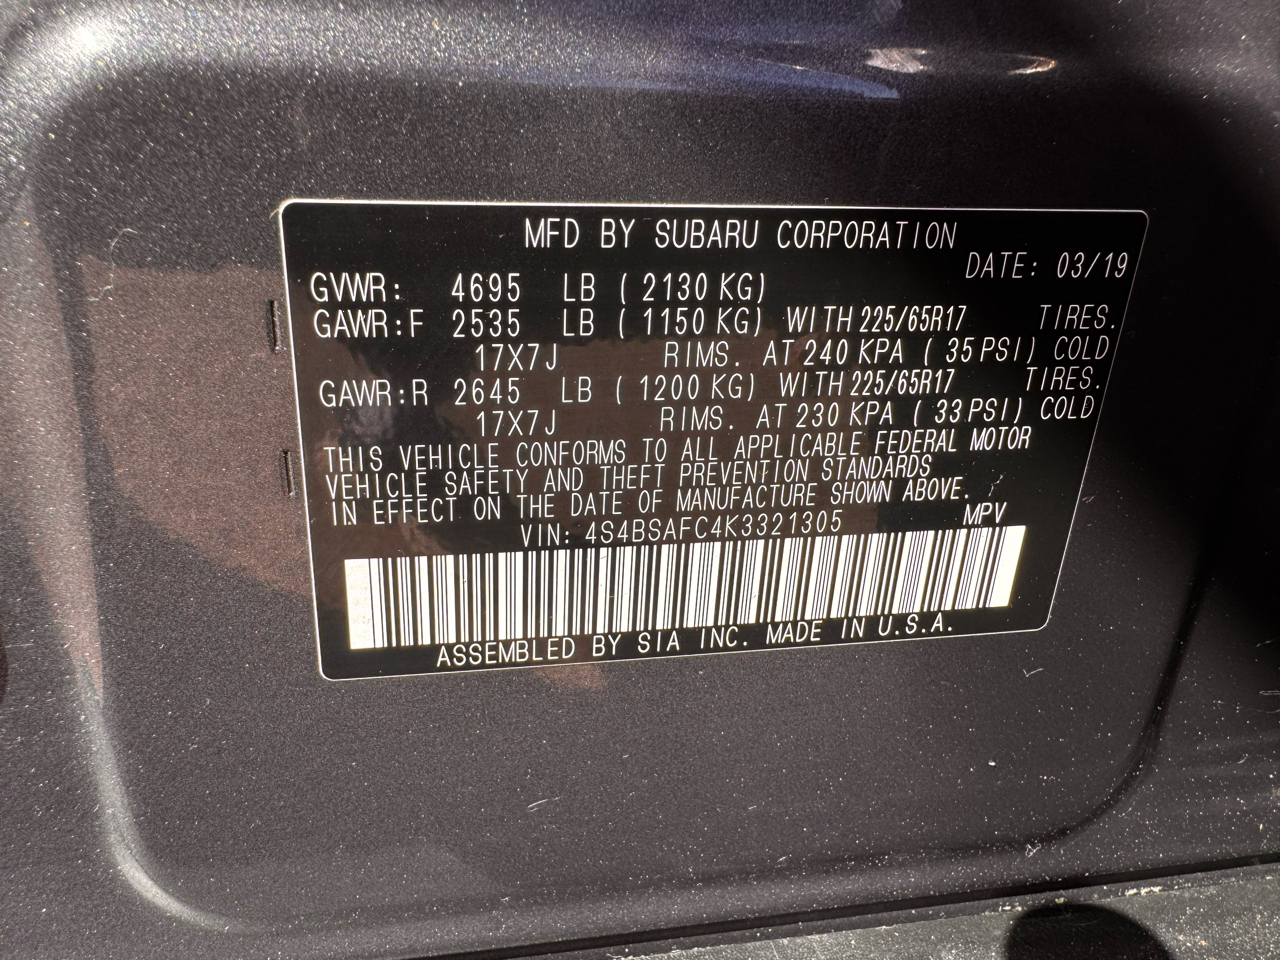 MFD BY SUBARU CORPORATION
DATE: 03/19
GVWR: 4695 LB ( 2130 KG)
GAWR:F 2535 LB ( 1150 KG) WITH 225/65R17 TIRES.
17X7J RIMS. AT 240 KPA ( 35 PSI) COLD
GAWR:R 2645 LB ( 1200 KG) WITH 225/65R17 TIRES.
17X7J RIMS. AT 230 KPA ( 33 PSI) COLD
THIS VEHICLE CONFORMS TO ALL APPLICABLE FEDERAL MOTOR
VEHICLE SAFETY AND THEFT PREVENTION STANDARDS
IN EFFECT ON THE DATE OF MANUFACTURE SHOWN ABOVE.
VIN: 4S4BSAFC4K3321305 MPV
ASSEMBLED BY SIA INC. MADE IN U.S.A.